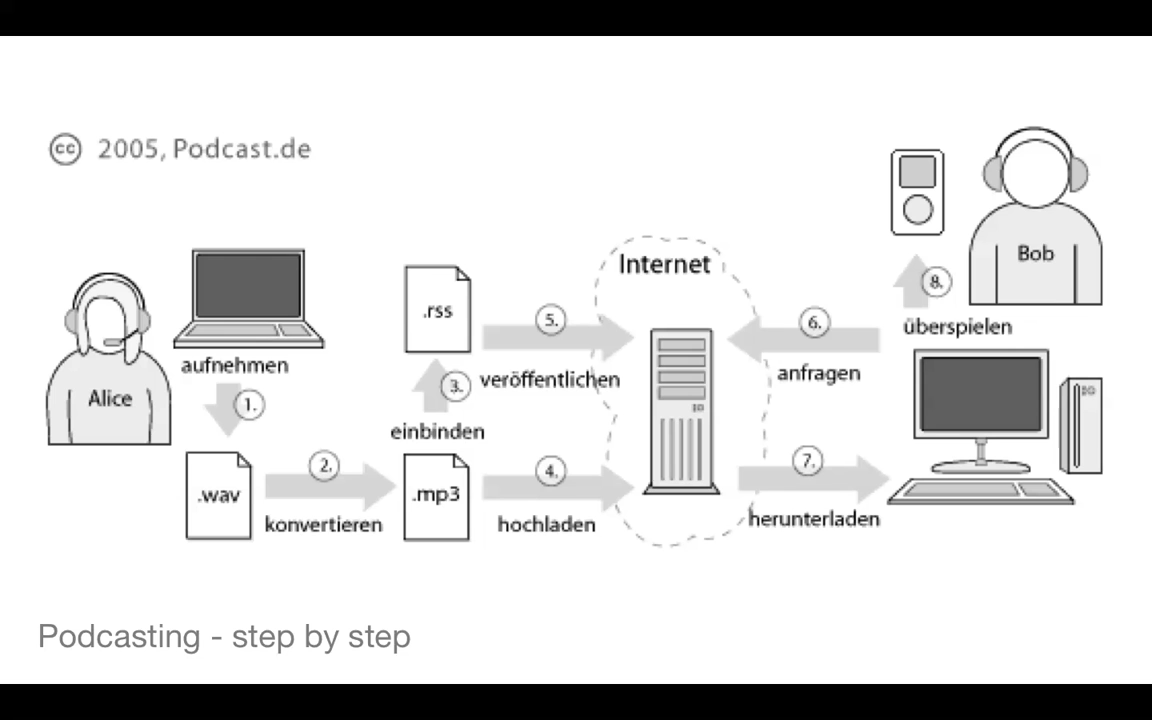 cc 2005, Podcast.de
Alice
aufnehmen
1.
.wav
2.
konvertieren
.mp3
3.
einbinden
.rss
4.
hochladen
5.
veröffentlichen
Internet
6.
anfragen
7.
herunterladen
8.
überspielen
Bob
Podcasting - step by step